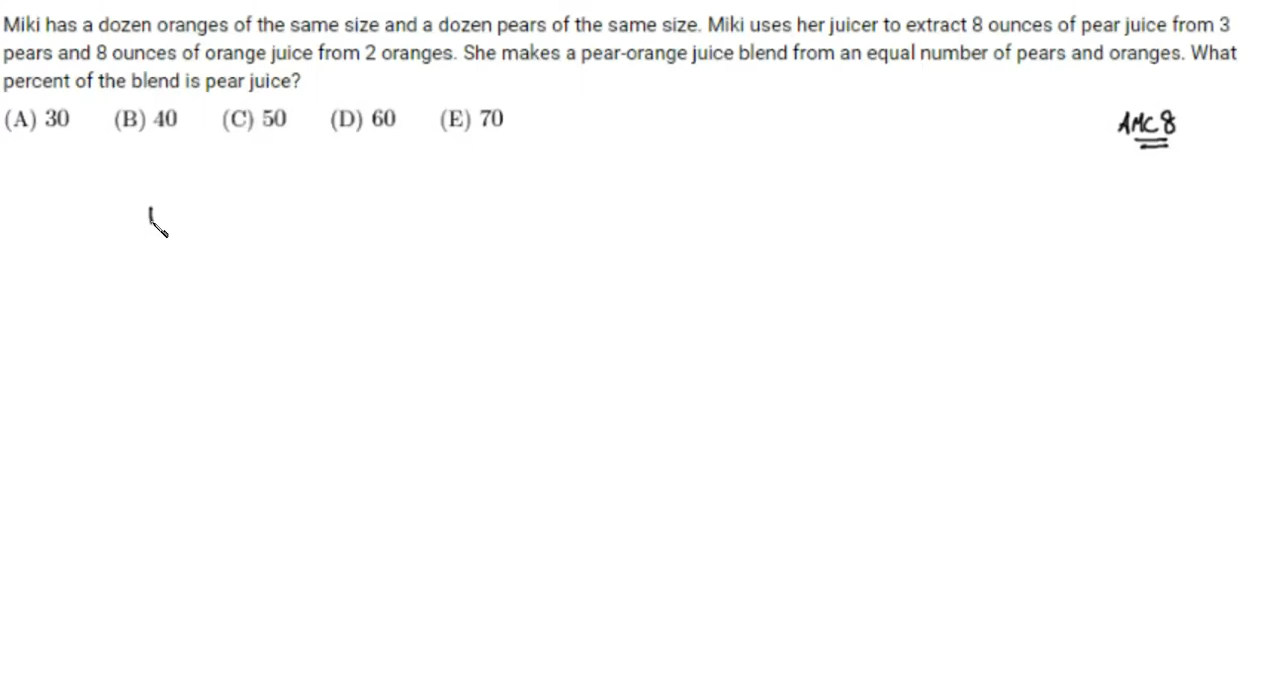 Miki has a dozen oranges of the same size and a dozen pears of the same size. Miki uses her juicer to extract 8 ounces of pear juice from 3
pears and 8 ounces of orange juice from 2 oranges. She makes a pear-orange juice blend from an equal number of pears and oranges. What
percent of the blend is pear juice?
(A) 30 (B) 40 (C) 50 (D) 60 (E) 70
AMC 8